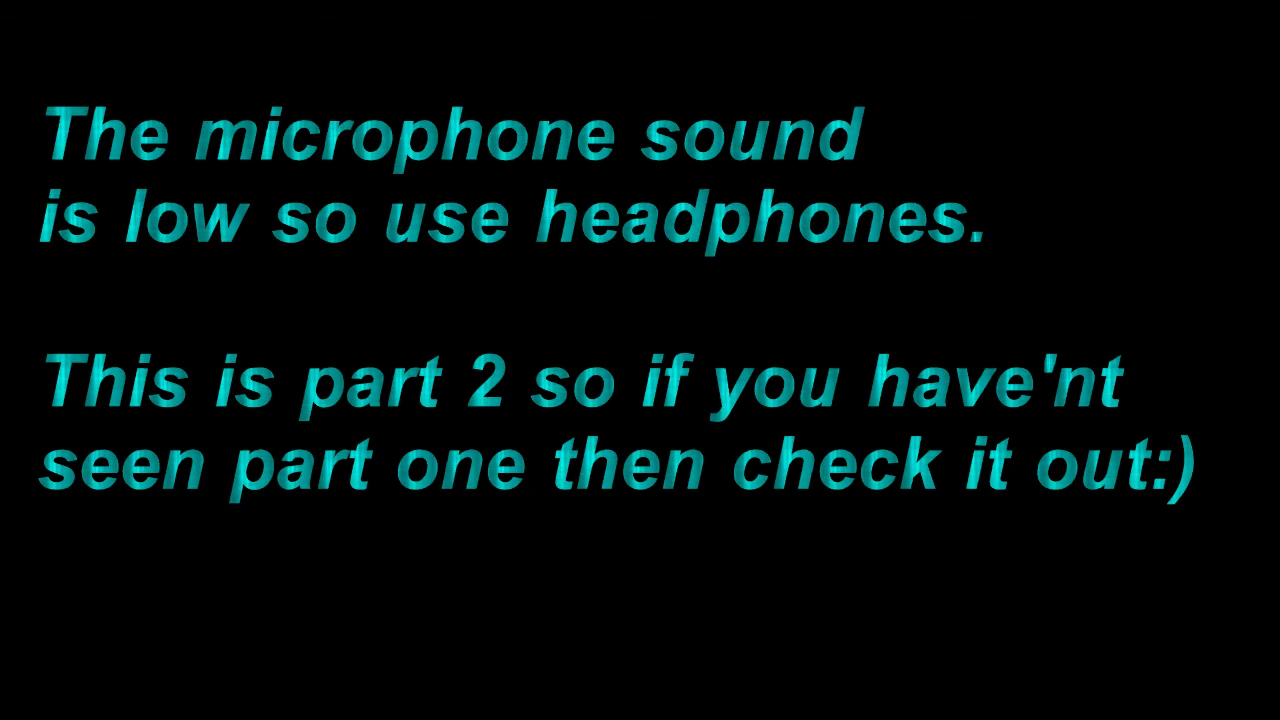 The microphone sound
is low so use headphones.
This is part 2 so if you have'nt
seen part one then check it out:)